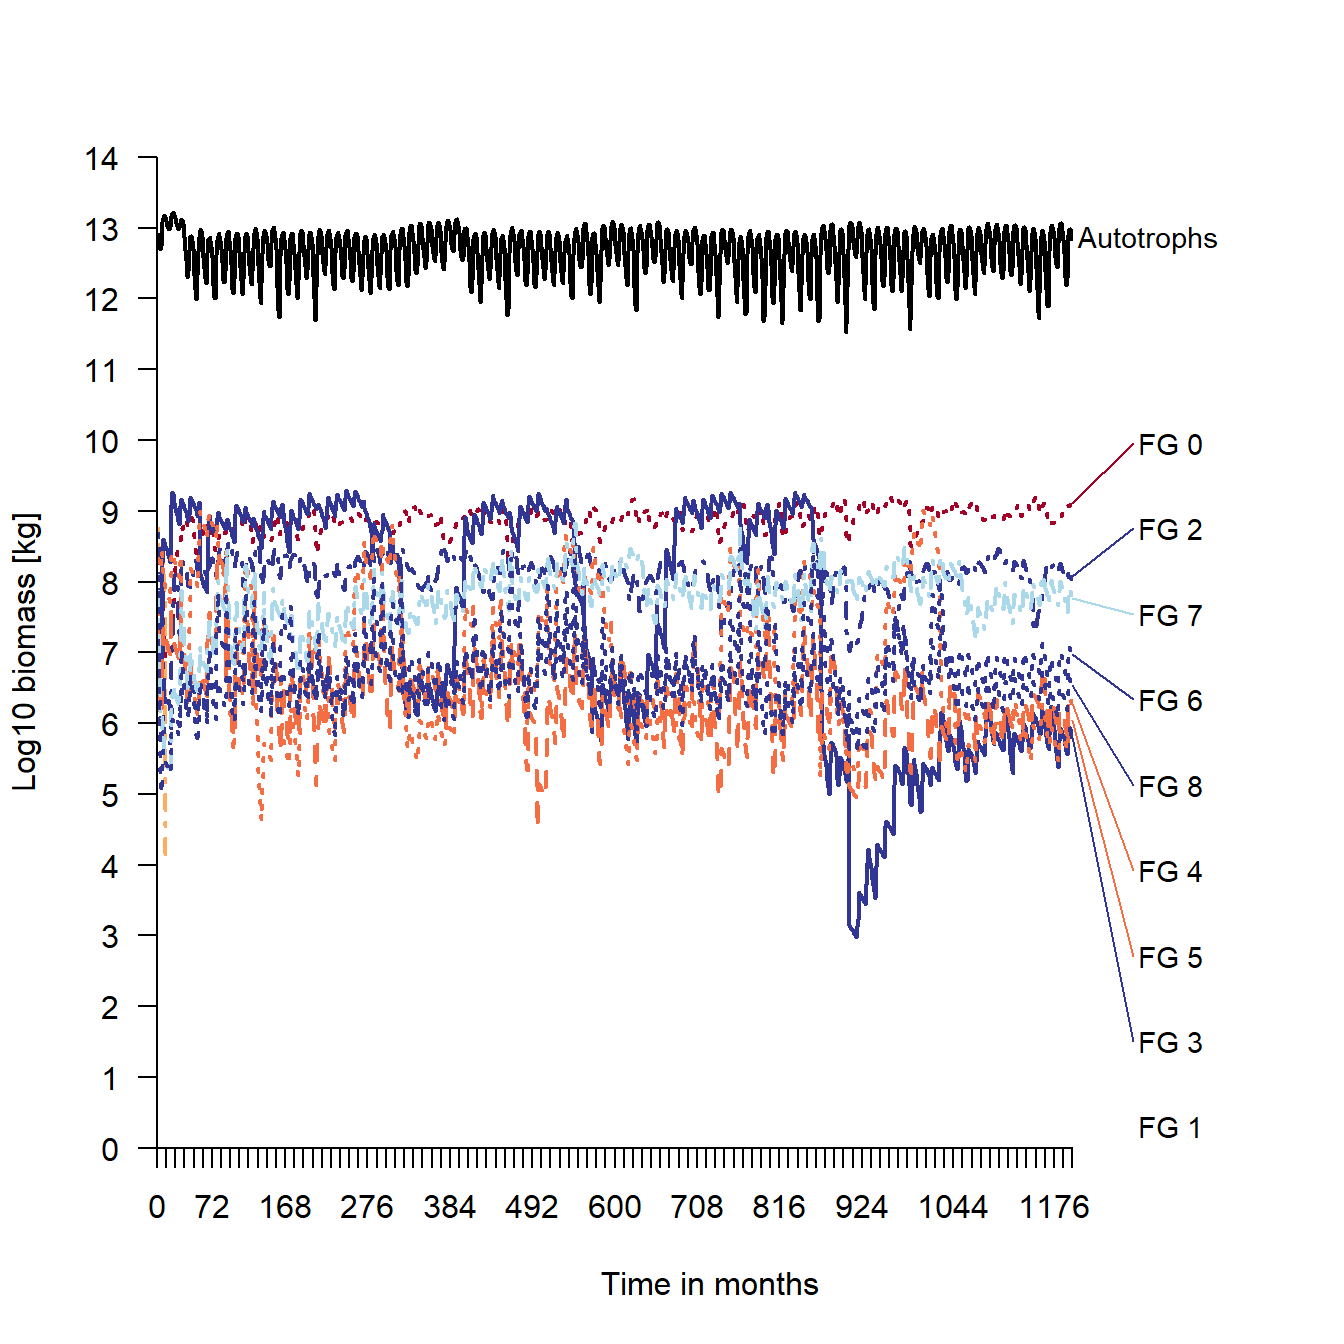 14
13
12
11
10
9
8
7
6
5
4
3
2
1
0
Log10 biomass [kg]
Autotrophs
FG 0
FG 2
FG 7
FG 6
FG 8
FG 4
FG 5
FG 3
FG 1
0 72 168 276 384 492 600 708 816 924 1044 1176
Time in months